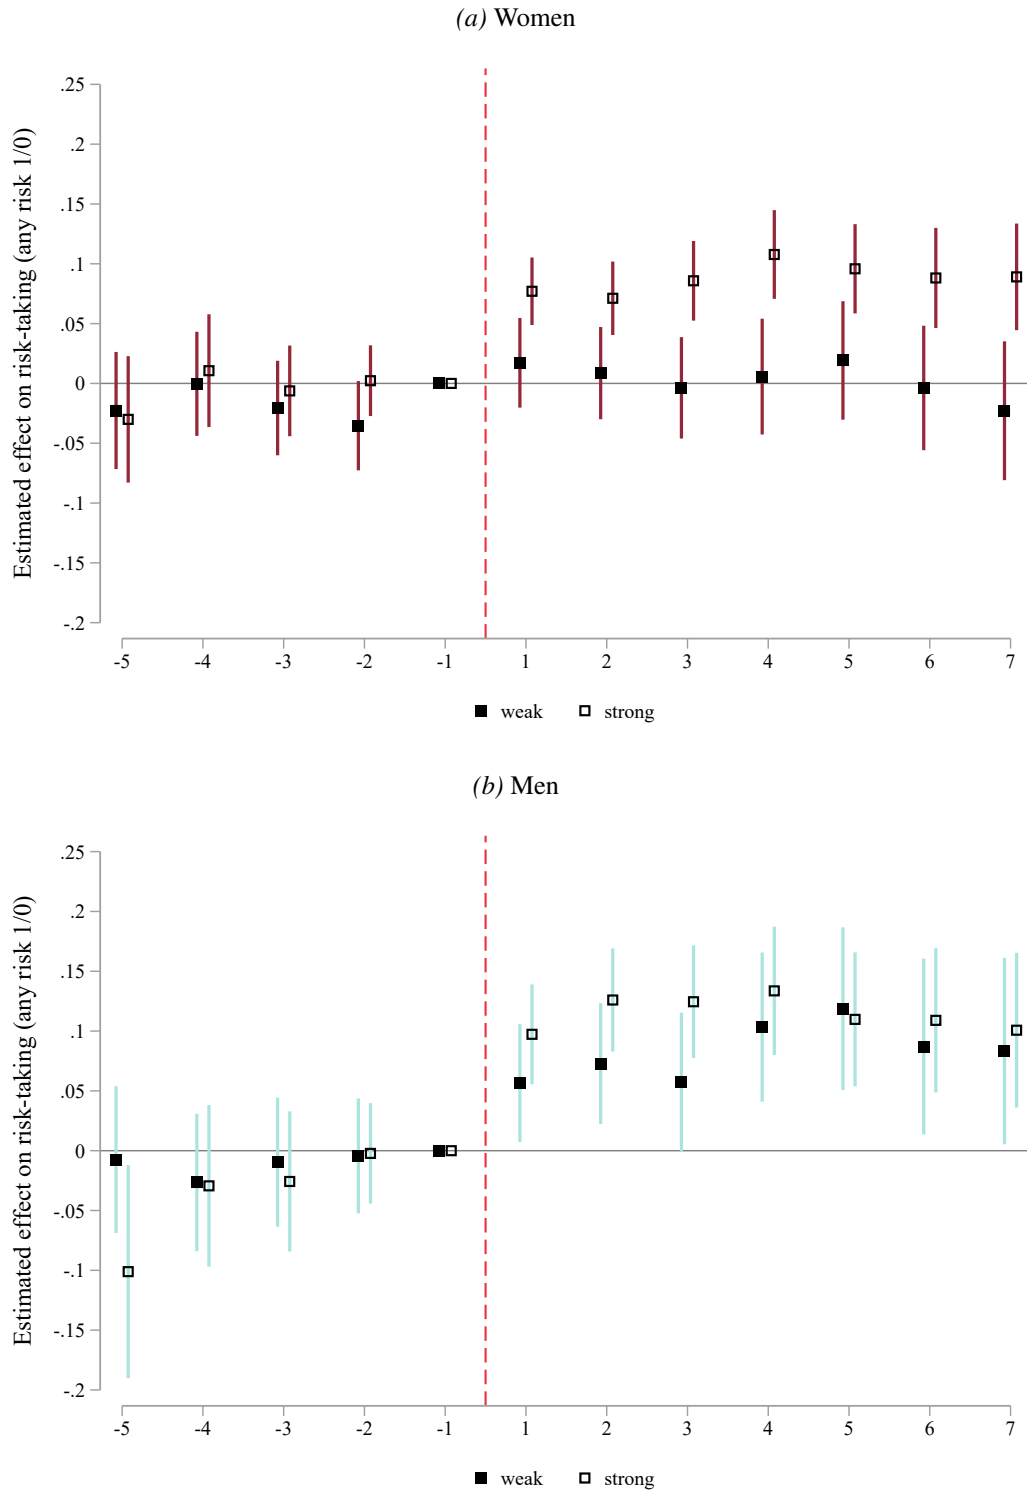 (a) Women
Estimated effect on risk-taking (any risk 1/0)
.25
.2
.15
.1
.05
0
-.05
-.1
-.15
-.2
-5 -4 -3 -2 -1 1 2 3 4 5 6 7
weak strong
(b) Men
Estimated effect on risk-taking (any risk 1/0)
.25
.2
.15
.1
.05
0
-.05
-.1
-.15
-.2
-5 -4 -3 -2 -1 1 2 3 4 5 6 7
weak strong